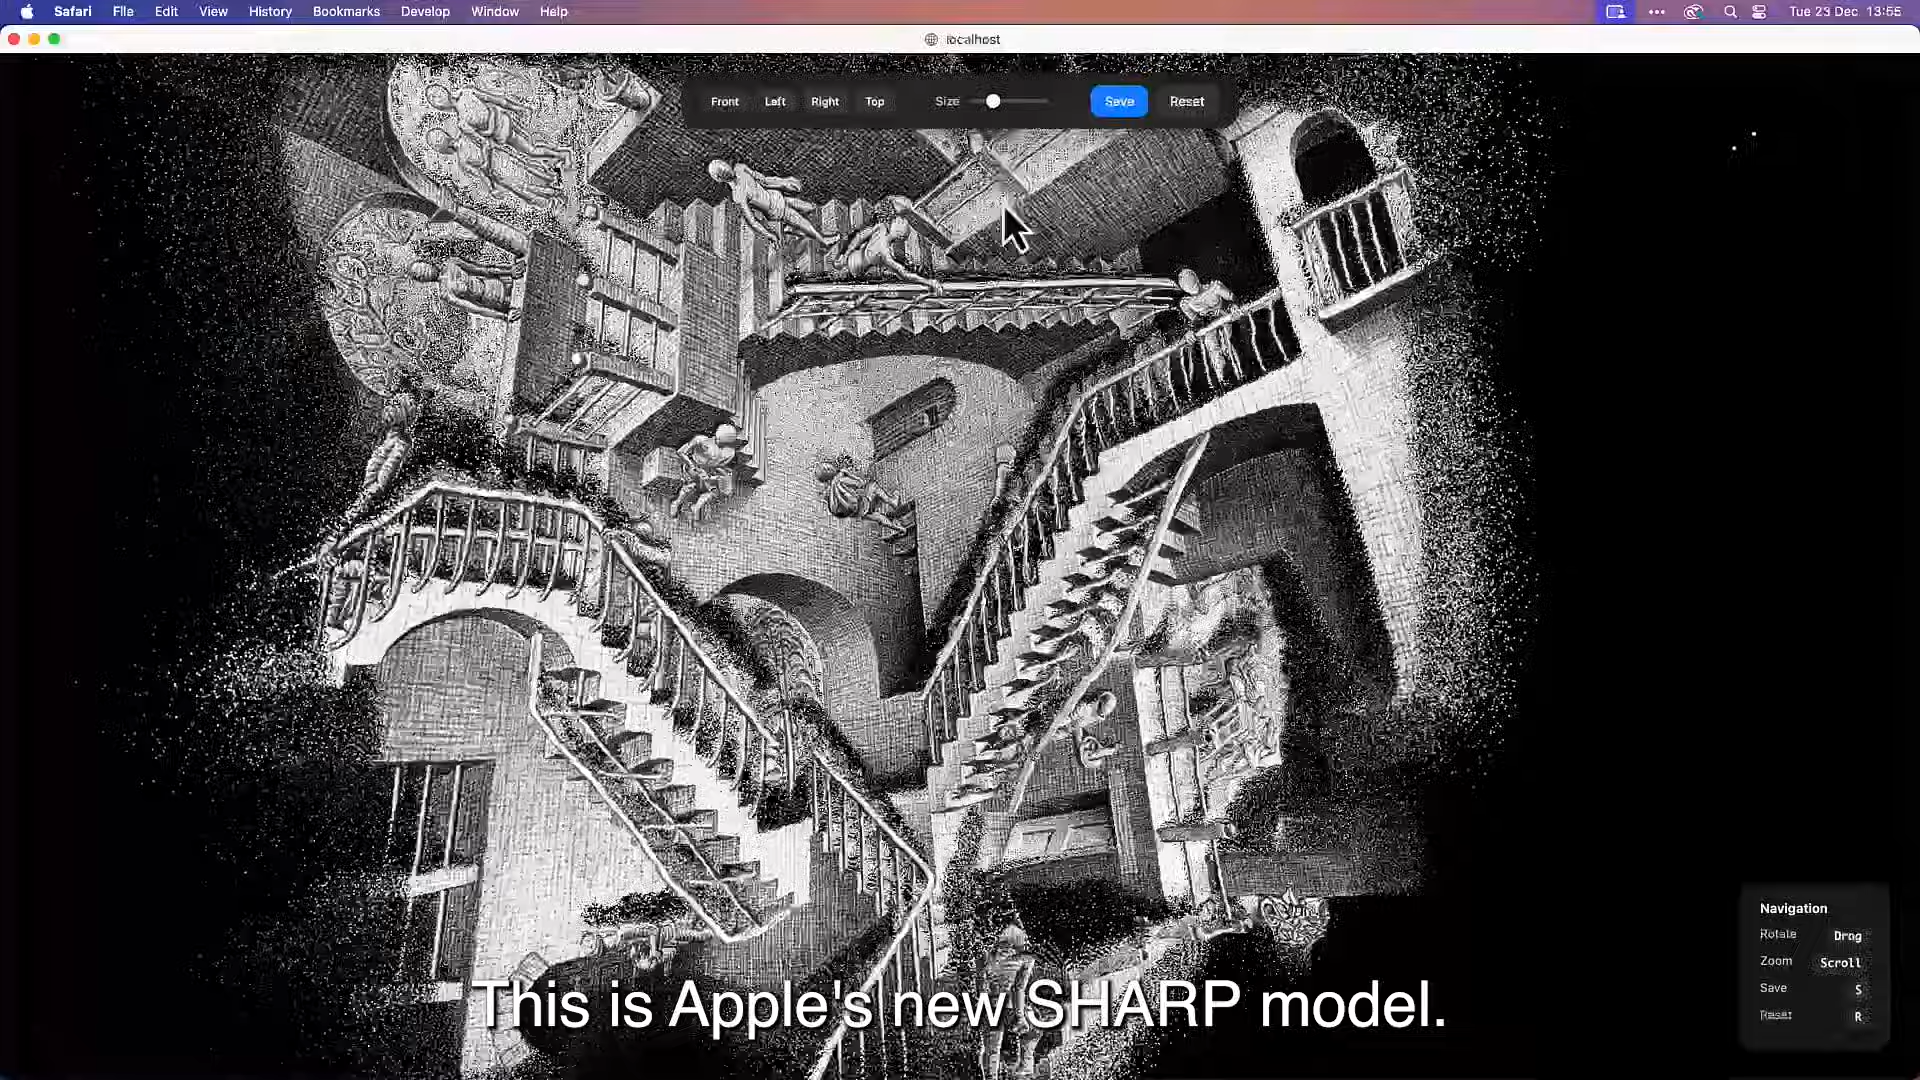 Safari File Edit View History Bookmarks Develop Window Help Tue 23 Dec 13:55
localhost
Front Left Right Top Size Save Reset
Navigation
Rotate Drag
Zoom Scroll
Save S
Reset R
This is Apple's new SHARP model.